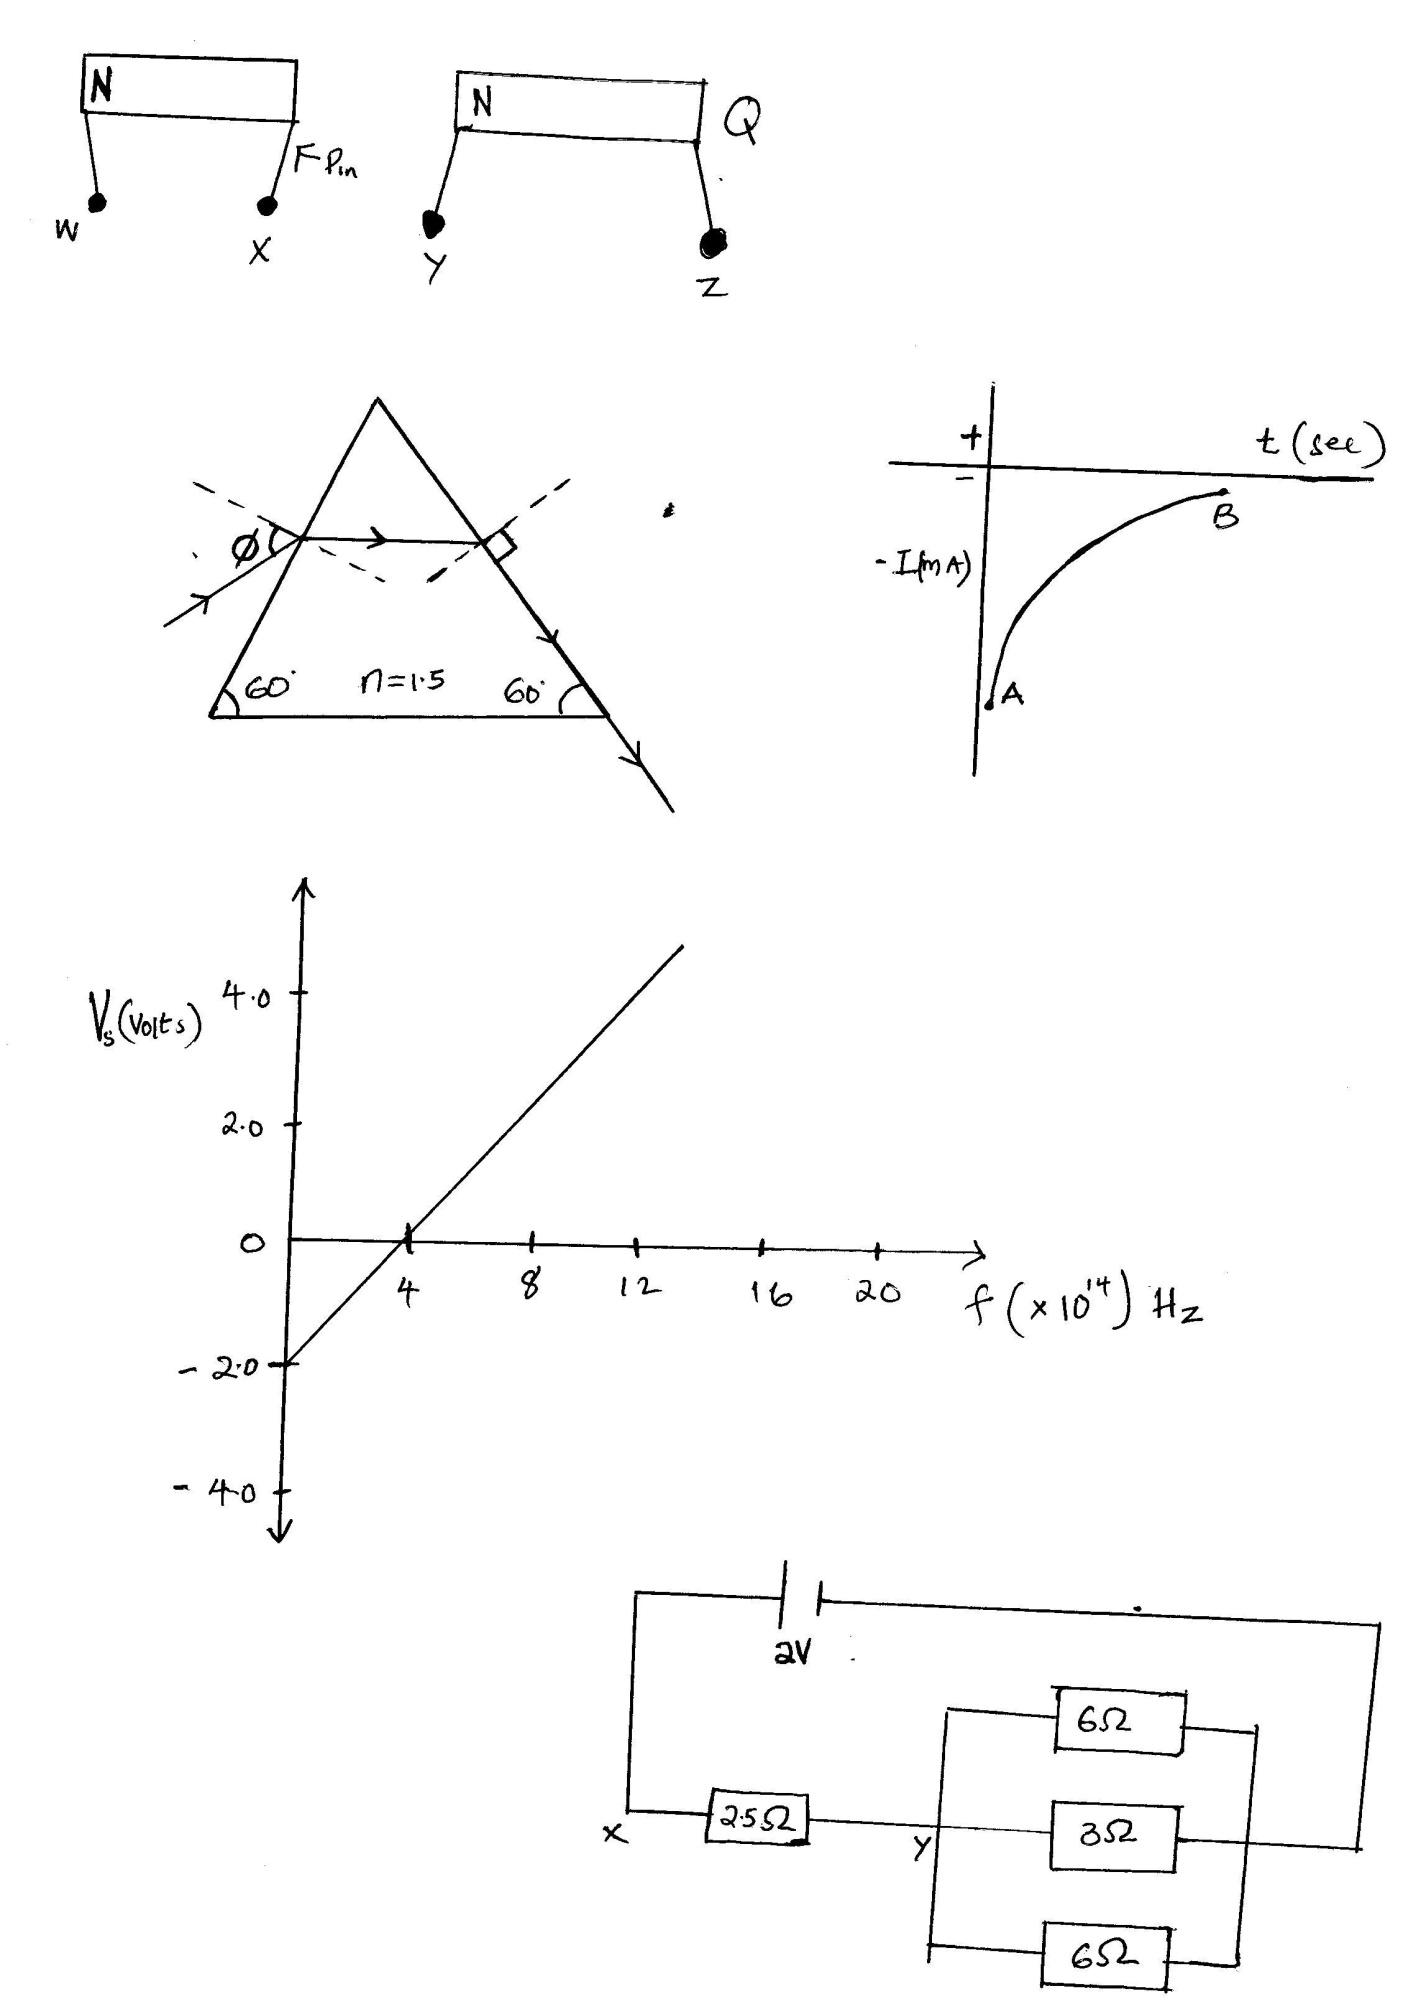 N
N
Q
F Pin
W
X
Y
Z
+
t (sec)
-
ϕ
B
- I(mA)
60°
n=1.5
60°
A
4.0
Vs (Volts)
2.0
0
4
8
12
16
20
f (×10¹⁴) Hz
- 2.0
- 4.0
2V
6Ω
2.5Ω
3Ω
X
Y
6Ω